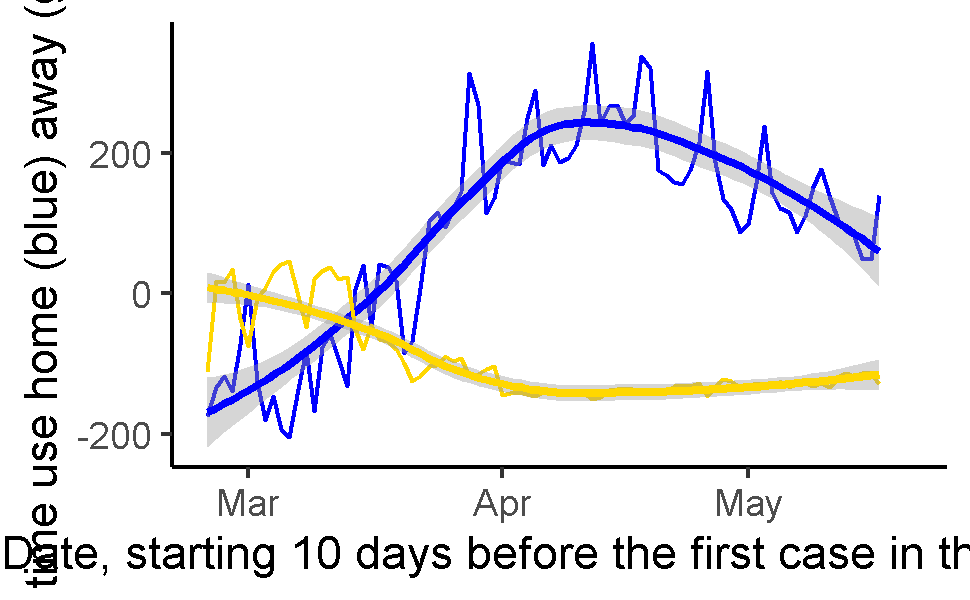 time use home (blue) away (
200
0
-200
Mar Apr May
Date, starting 10 days before the first case in th